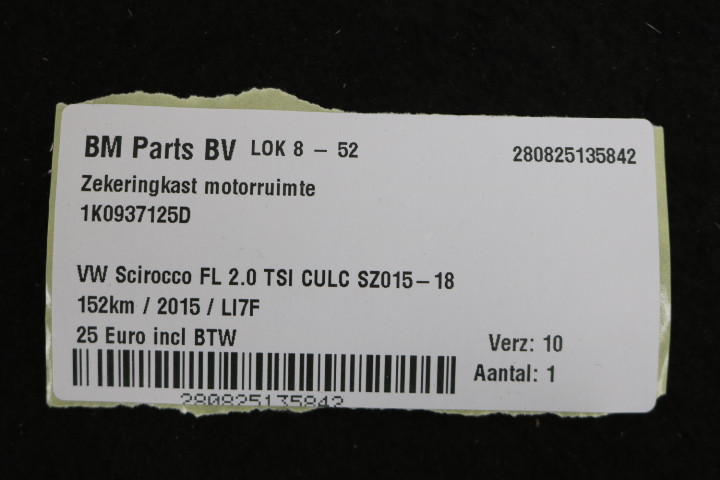 BM Parts BV LOK 8 - 52 280825135842
Zekeringkast motorruimte
1K0937125D
VW Scirocco FL 2.0 TSI CULC SZ015-18
152km / 2015 / LI7F
25 Euro incl BTW
Verz: 10
Aantal: 1
280825135842